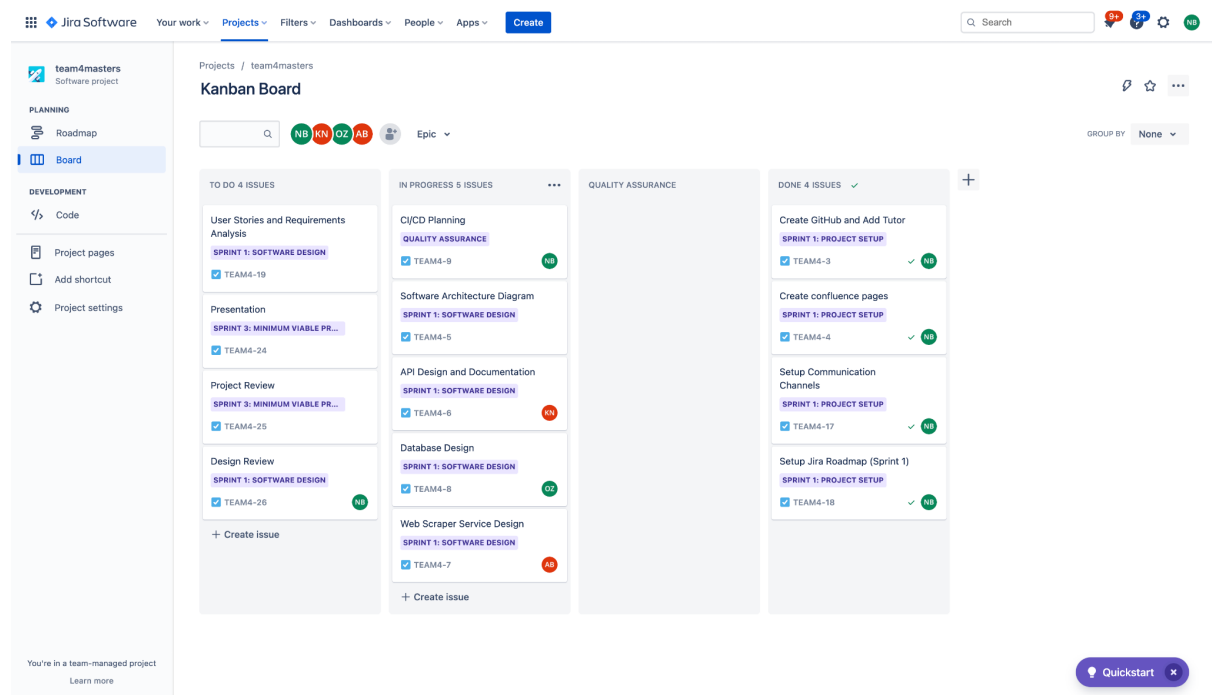 Jira Software
Your work
Projects
Filters
Dashboards
People
Apps
Create
Search
9+
3+
NB
team4masters
Software project
PLANNING
Roadmap
Board
DEVELOPMENT
Code
Project pages
Add shortcut
Project settings
You're in a team-managed project
Learn more
Projects / team4masters
Kanban Board
NB KN OZ AB
Epic
GROUP BY None
TO DO 4 ISSUES
User Stories and Requirements
Analysis
SPRINT 1: SOFTWARE DESIGN
TEAM4-19
Presentation
SPRINT 3: MINIMUM VIABLE PR...
TEAM4-24
Project Review
SPRINT 3: MINIMUM VIABLE PR...
TEAM4-25
Design Review
SPRINT 1: SOFTWARE DESIGN
TEAM4-26
NB
+ Create issue
IN PROGRESS 5 ISSUES
CI/CD Planning
QUALITY ASSURANCE
TEAM4-9
NB
Software Architecture Diagram
SPRINT 1: SOFTWARE DESIGN
TEAM4-5
API Design and Documentation
SPRINT 1: SOFTWARE DESIGN
TEAM4-6
KN
Database Design
SPRINT 1: SOFTWARE DESIGN
TEAM4-8
OZ
Web Scraper Service Design
SPRINT 1: SOFTWARE DESIGN
TEAM4-7
AB
+ Create issue
QUALITY ASSURANCE
DONE 4 ISSUES
Create GitHub and Add Tutor
SPRINT 1: PROJECT SETUP
TEAM4-3
NB
Create confluence pages
SPRINT 1: PROJECT SETUP
TEAM4-4
NB
Setup Communication
Channels
SPRINT 1: PROJECT SETUP
TEAM4-17
NB
Setup Jira Roadmap (Sprint 1)
SPRINT 1: PROJECT SETUP
TEAM4-18
NB
Quickstart